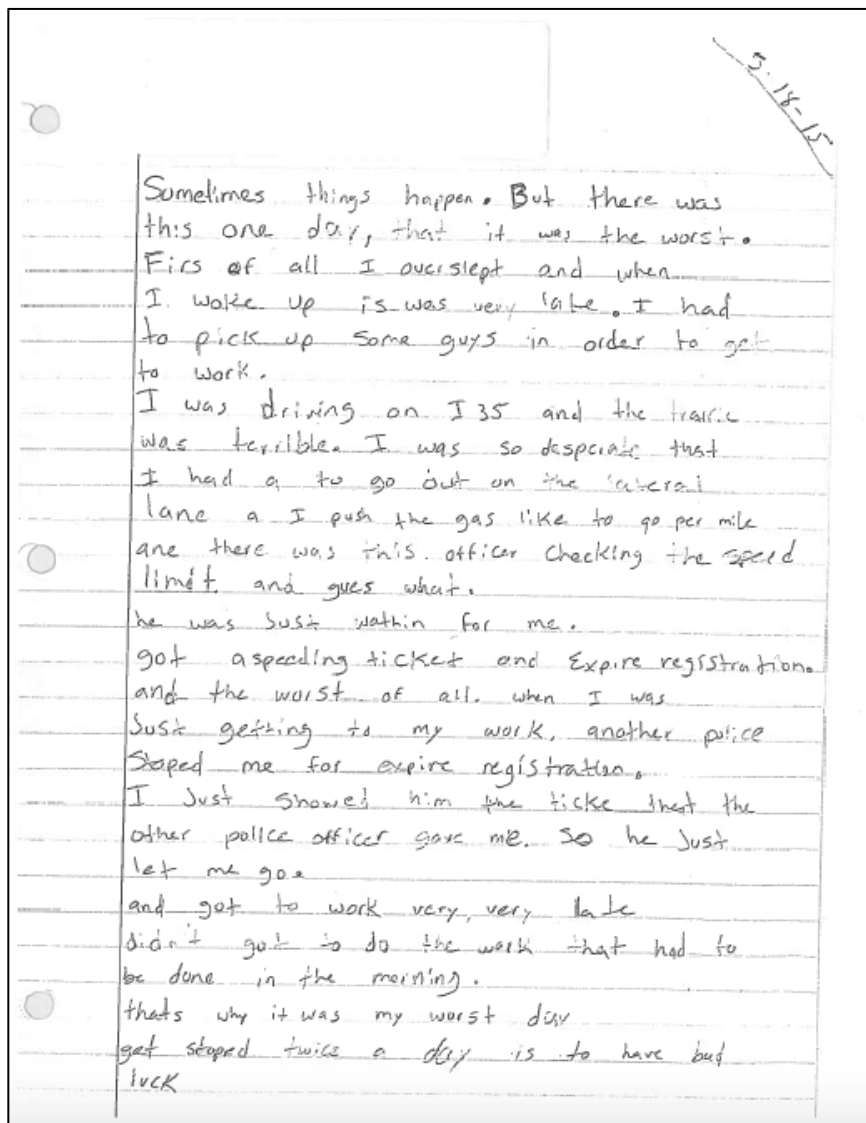 5-18-15
Sometimes things happen. But there was
this one day, that it was the worst.
Firs of all I overslept and when
I woke up is was very late. I had
to pick up some guys in order to get
to work.
I was driving on I35 and the traffic
was terrible. I was so desperate that
I had a to go out on the lateral
lane a I push the gas like to 90 per mile
ane there was this officer checking the speed
limit and gues what.
he was Just wathin for me.
got a speeding ticket and Expire registration.
and the worst of all. when I was
Just getting to my work, another police
Stoped me for expire registration.
I Just showed him the ticke that the
other police officer gave me. So he Just
let me go.
and got to work very, very late
didn't got to do the work that had to
be done in the morning.
thats why it was my worst day
get stoped twice a day is to have bad
luck